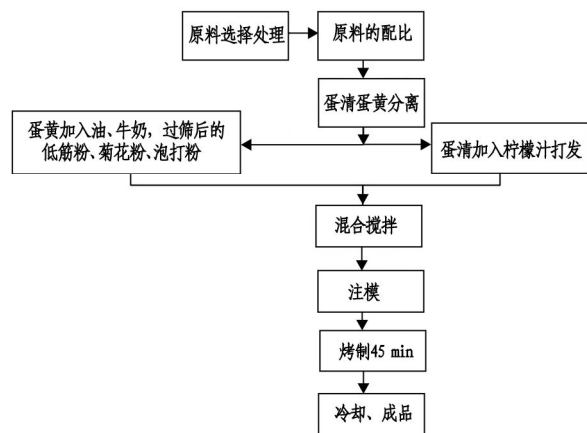 原料选择处理
原料的配比
蛋清蛋黄分离
蛋黄加入油、牛奶，过筛后的
低筋粉、菊花粉、泡打粉
蛋清加入柠檬汁打发
混合搅拌
注模
烤制45 min
冷却、成品